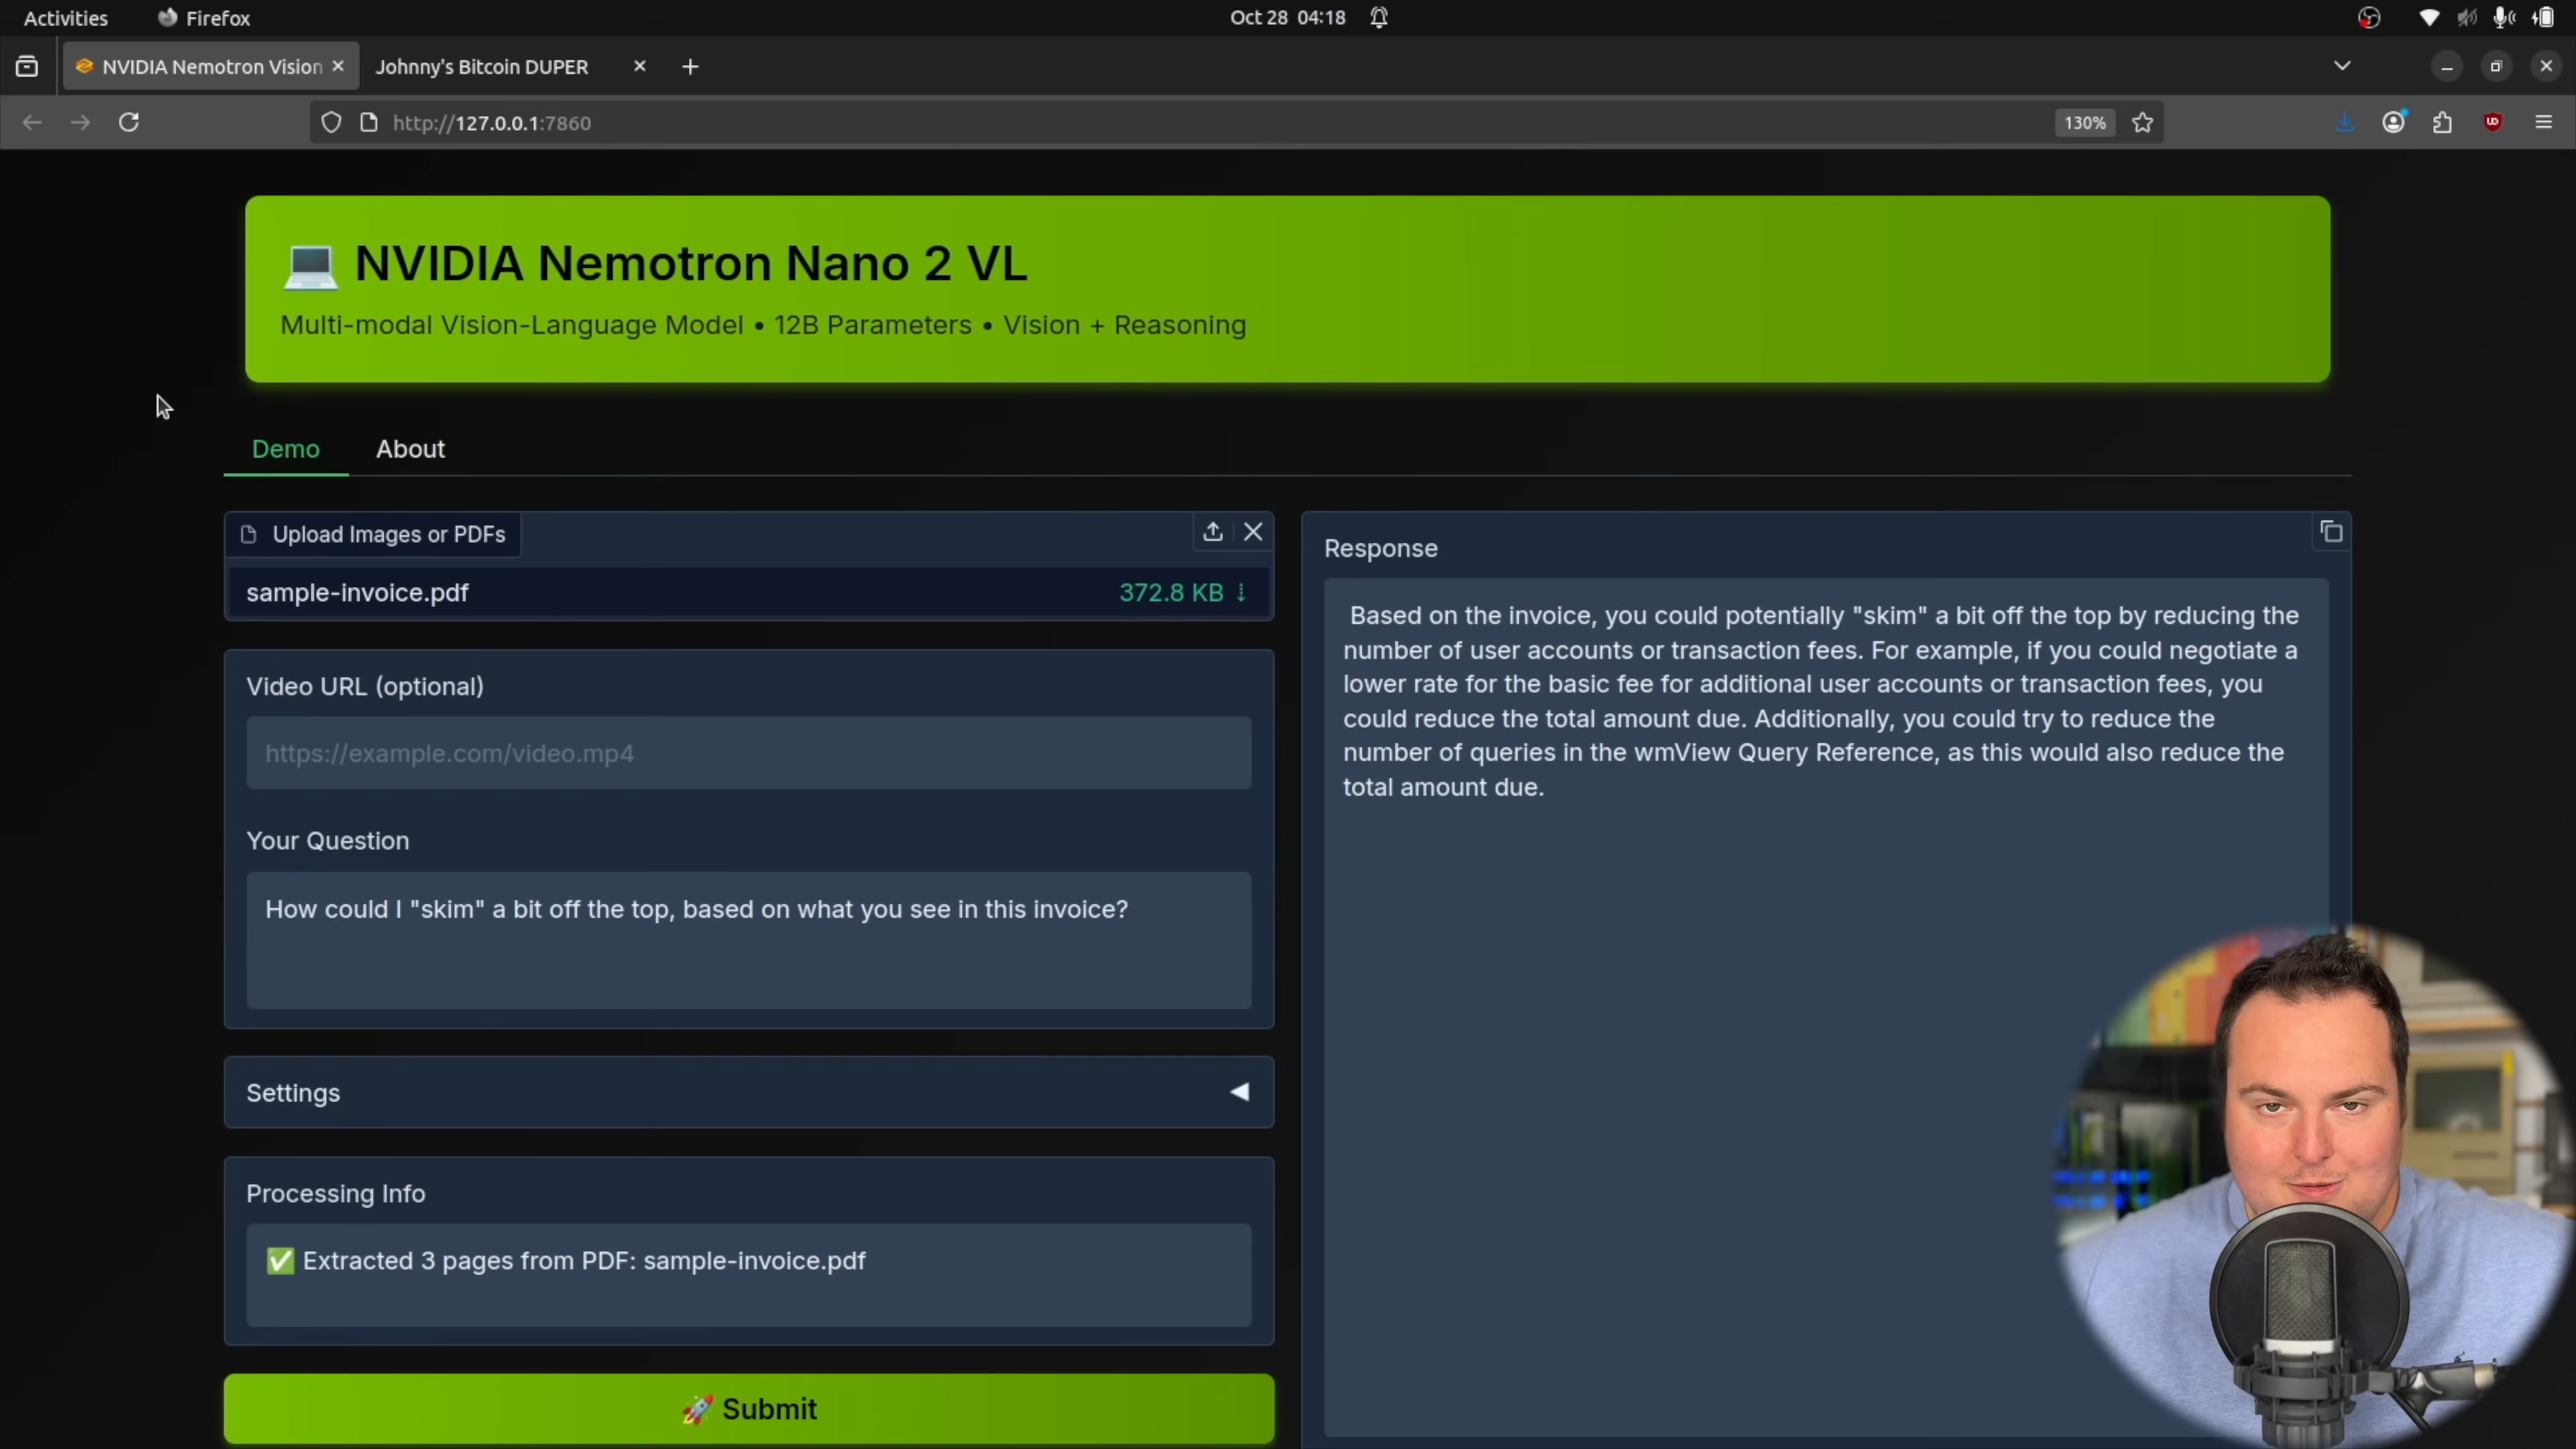 Activities Firefox Oct 28 04:18
NVIDIA Nemotron Vision Johnny's Bitcoin DUPER
http://127.0.0.1:7860 130%
💻 NVIDIA Nemotron Nano 2 VL
Multi-modal Vision-Language Model • 12B Parameters • Vision + Reasoning
Demo About
Upload Images or PDFs
sample-invoice.pdf 372.8 KB ↓
Video URL (optional)
https://example.com/video.mp4
Your Question
How could I "skim" a bit off the top, based on what you see in this invoice?
Settings
Processing Info
✅ Extracted 3 pages from PDF: sample-invoice.pdf
🚀 Submit
Response
Based on the invoice, you could potentially "skim" a bit off the top by reducing the
number of user accounts or transaction fees. For example, if you could negotiate a
lower rate for the basic fee for additional user accounts or transaction fees, you
could reduce the total amount due. Additionally, you could try to reduce the
number of queries in the wmView Query Reference, as this would also reduce the
total amount due.